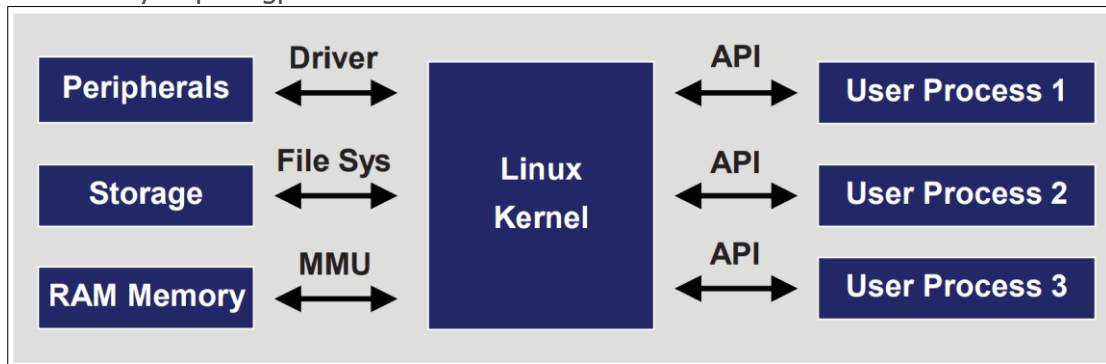 Driver
API
Peripherals
User Process 1
File Sys
API
Storage
Linux
Kernel
User Process 2
MMU
API
RAM Memory
User Process 3